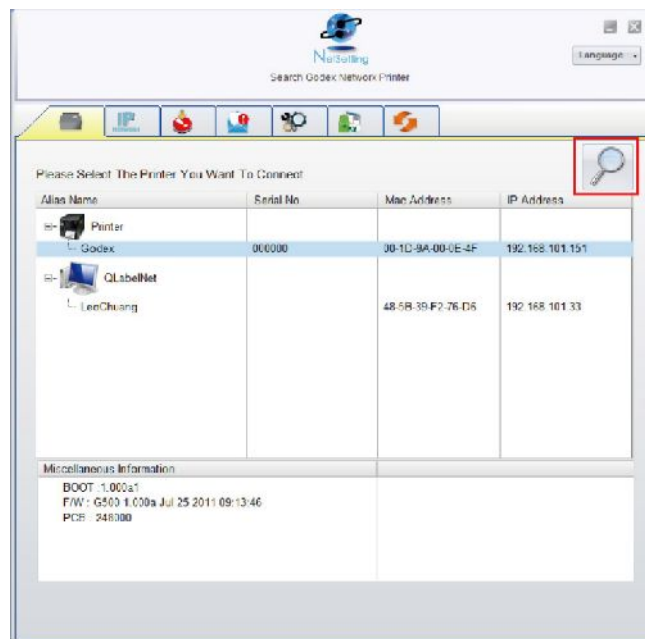 NetSetting
Language
Search Godex Network Printer
IP
Please Select The Printer You Want To Connect
Alias Name Serial No Mac Address IP Address
Printer
Godex 000000 00-1D-9A-00-0E-4F 192.168.101.151
QLabelNet
LeoChuang 48-5B-39-F2-76-D6 192.168.101.33
Miscellaneous Information
BOOT :1.000a1
F/W : G500 1.000a Jul 25 2011 09:13:46
PCB : 248000